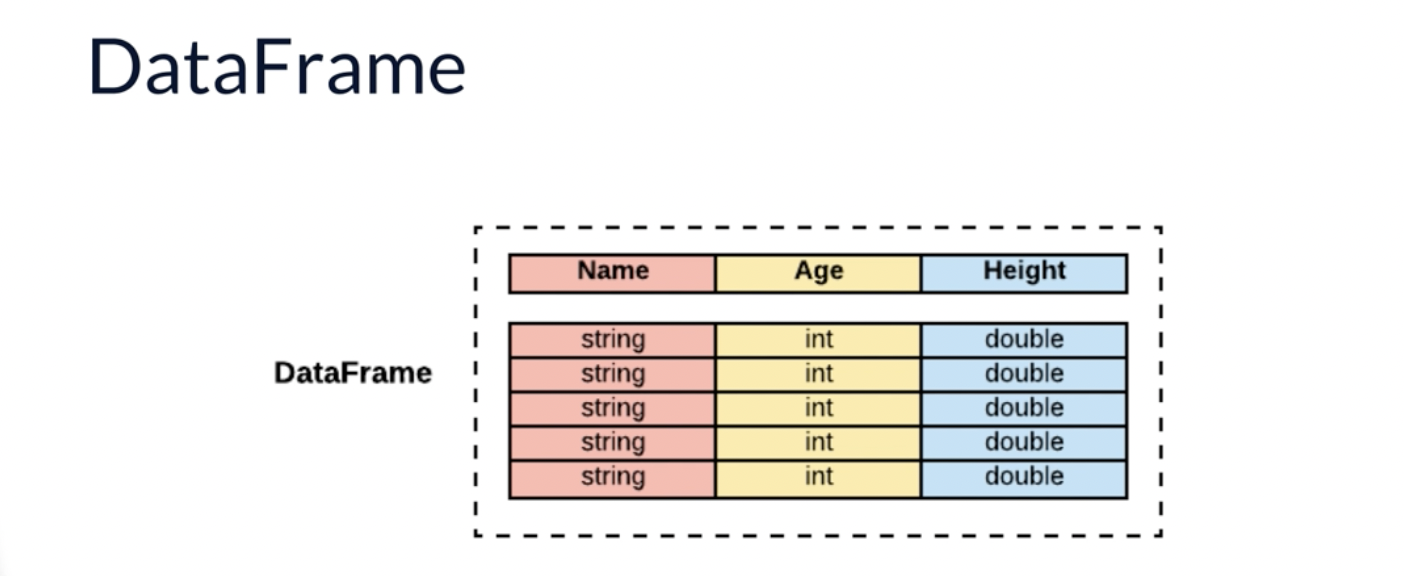 DataFrame
Name Age Height
string int double
string int double
DataFrame
string int double
string int double
string int double